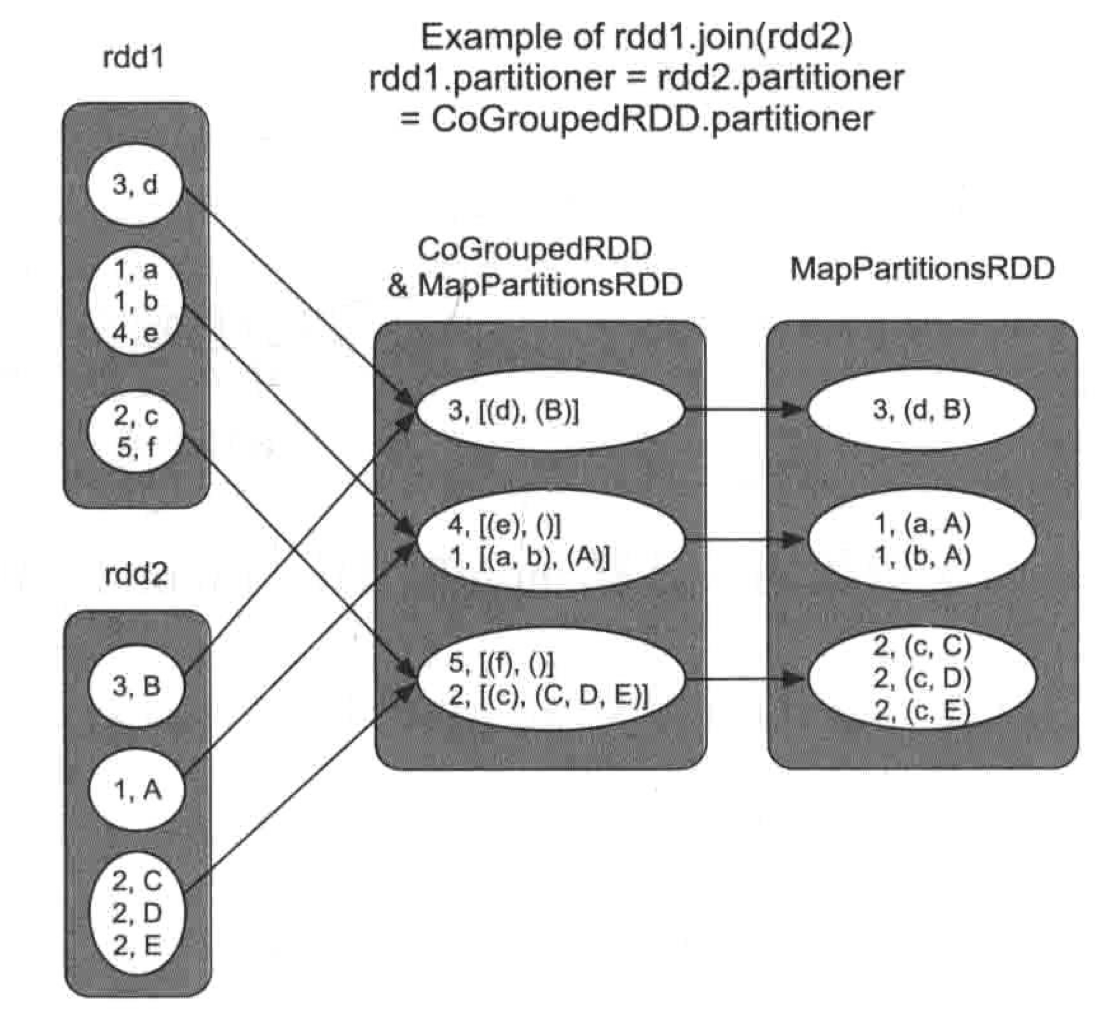 Example of rdd1.join(rdd2)
rdd1.partitioner = rdd2.partitioner
= CoGroupedRDD.partitioner
rdd1
3, d
1, a
1, b
4, e
2, c
5, f
rdd2
3, B
1, A
2, C
2, D
2, E
CoGroupedRDD
& MapPartitionsRDD
3, [(d), (B)]
4, [(e), ()]
1, [(a, b), (A)]
5, [(f), ()]
2, [(c), (C, D, E)]
MapPartitionsRDD
3, (d, B)
1, (a, A)
1, (b, A)
2, (c, C)
2, (c, D)
2, (c, E)